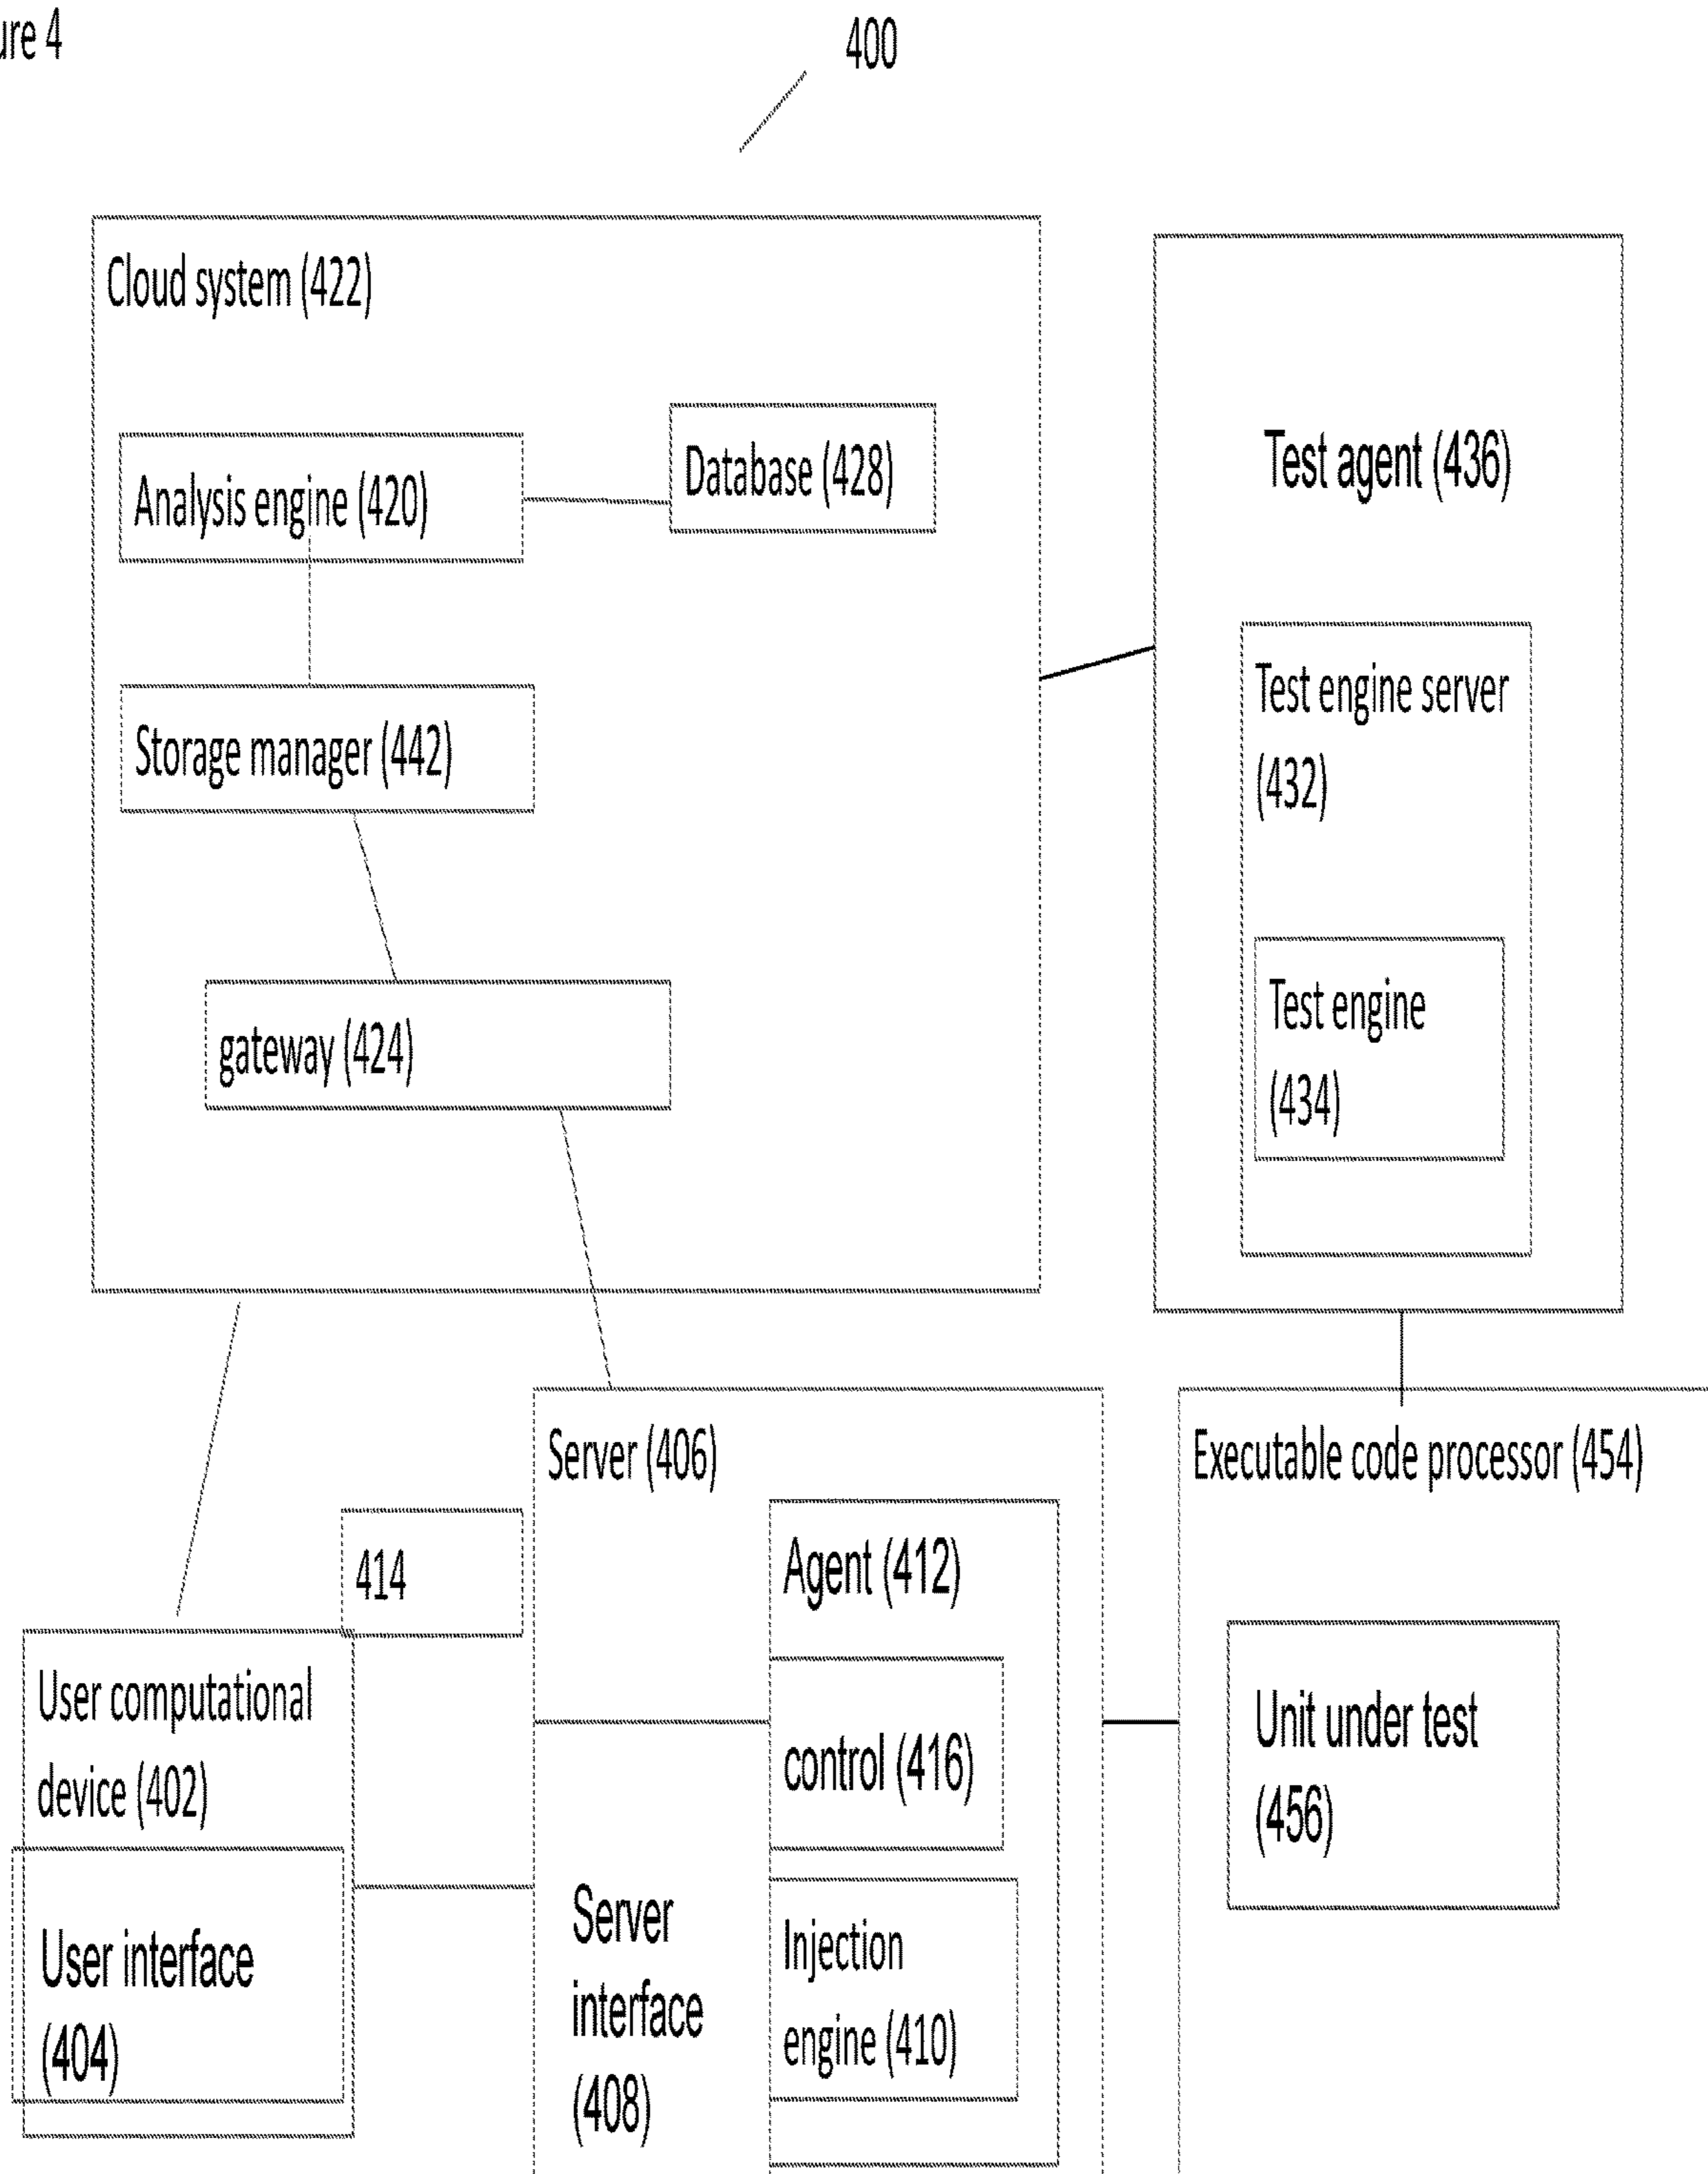 ure 4
400
Cloud system (422)
Analysis engine (420)
Database (428)
Storage manager (442)
gateway (424)
Test agent (436)
Test engine server
(432)
Test engine
(434)
Server (406)
Agent (412)
control (416)
Injection
engine (410)
Server
interface
(408)
414
User computational
device (402)
User interface
(404)
Executable code processor (454)
Unit under test
(456)